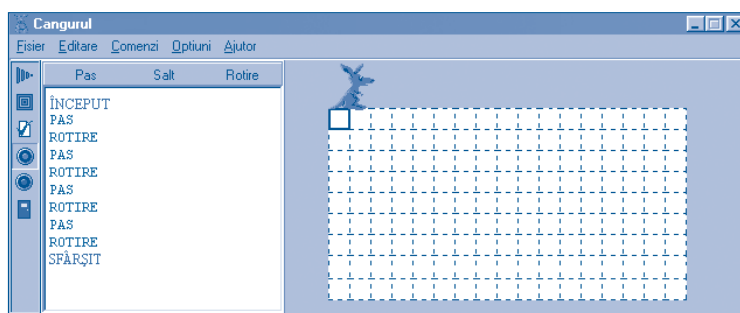 Cangurul
Fisier Editare Comenzi Optiuni Ajutor
Pas Salt Rotire
ÎNCEPUT
PAS
ROTIRE
PAS
ROTIRE
PAS
ROTIRE
PAS
ROTIRE
SFÂRŞIT